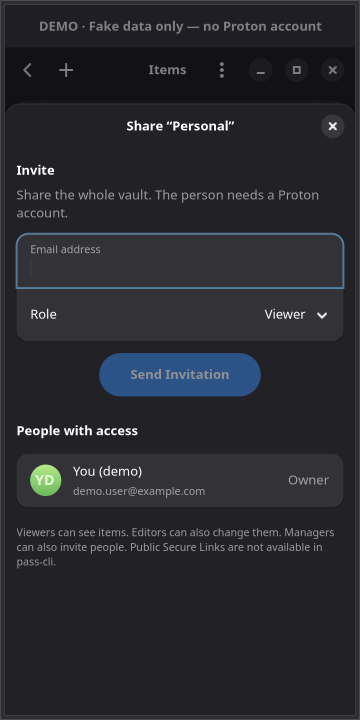 DEMO · Fake data only — no Proton account
Items
Share “Personal”
Invite
Share the whole vault. The person needs a Proton
account.
Email address
Role
Viewer
Send Invitation
People with access
YD
You (demo)
demo.user@example.com
Owner
Viewers can see items. Editors can also change them. Managers
can also invite people. Public Secure Links are not available in
pass-cli.